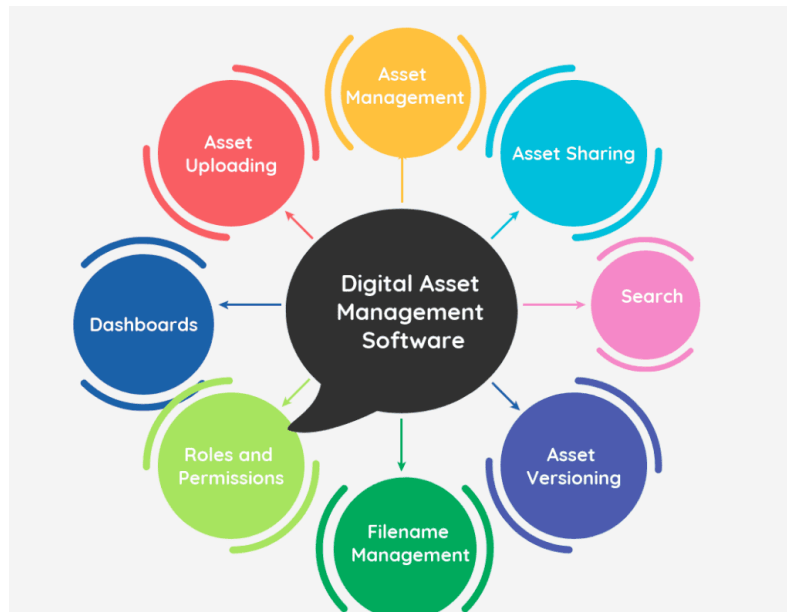 Asset
Management
Asset
Uploading
Asset Sharing
Digital Asset
Management
Software
Search
Dashboards
Roles and
Permissions
Asset
Versioning
Filename
Management